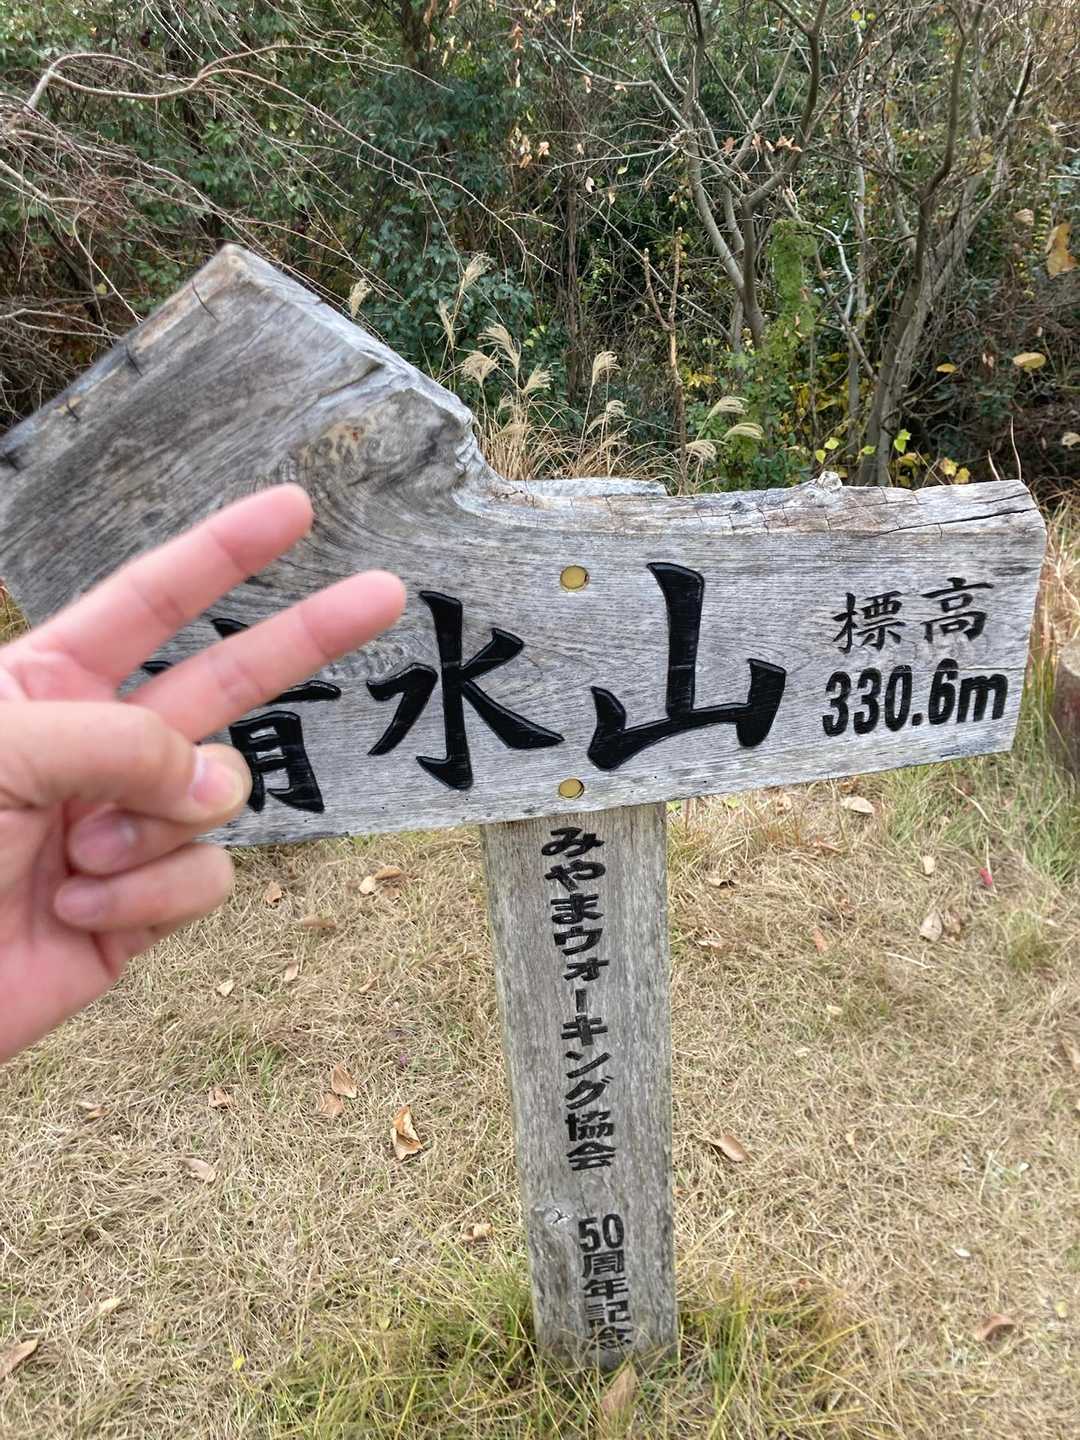 清水山
標高
330.6m
みやまウォーキング協会
50周年記念